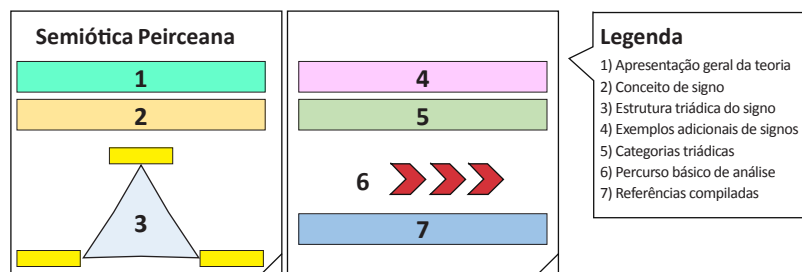 Semiótica Peirceana
1
2
3
4
5
6
7
Legenda
1) Apresentação geral da teoria
2) Conceito de signo
3) Estrutura triádica do signo
4) Exemplos adicionais de signos
5) Categorias triádicas
6) Percurso básico de análise
7) Referências compiladas